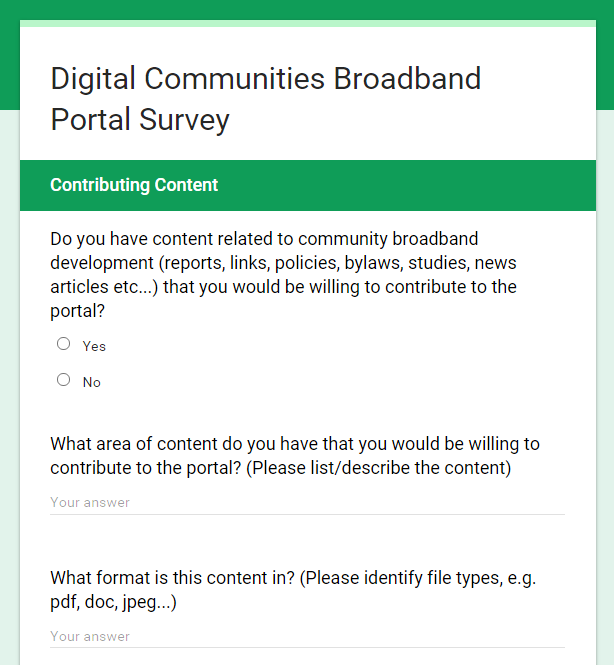 Digital Communities Broadband
Portal Survey
Contributing Content
Do you have content related to community broadband
development (reports, links, policies, bylaws, studies, news
articles etc...) that you would be willing to contribute to the
portal?
Yes
No
What area of content do you have that you would be willing to
contribute to the portal? (Please list/describe the content)
Your answer
What format is this content in? (Please identify file types, e.g.
pdf, doc, jpeg...)
Your answer